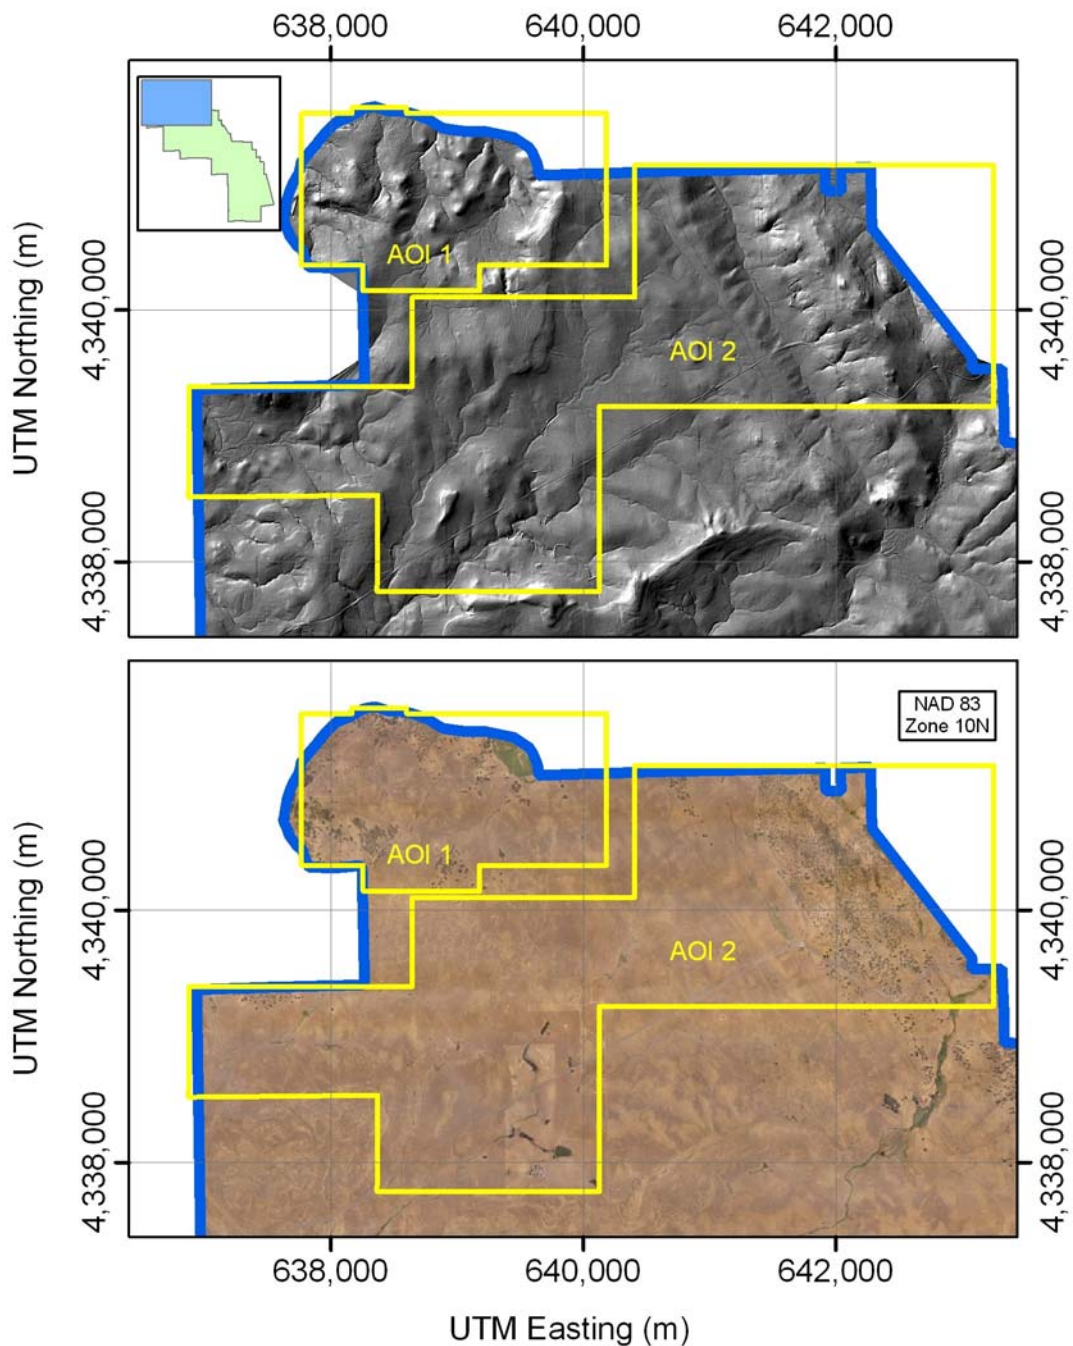 638,000
640,000
642,000
UTM Northing (m)
4,340,000
4,338,000
AOI 1
AOI 2
4,340,000
4,338,000
UTM Northing (m)
4,340,000
4,338,000
NAD 83
Zone 10N
AOI 1
AOI 2
4,340,000
4,338,000
638,000
640,000
642,000
UTM Easting (m)